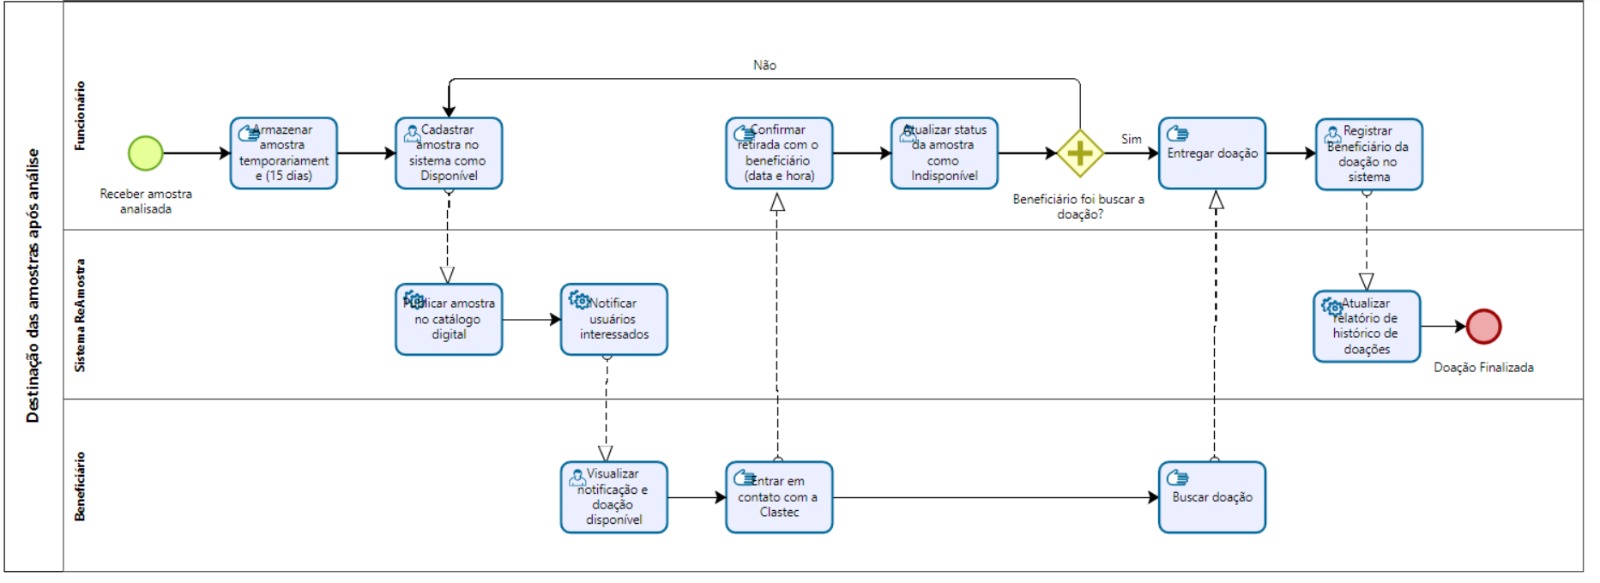 Destinação das amostras após análise
Funcionário
Não
Receber amostra
analisada
Armazenar
amostra
temporariament
e (15 dias)
Cadastrar
amostra no
sistema como
Disponível
Confirmar
retirada com o
beneficiário
(data e hora)
Atualizar status
da amostra
como
Indisponível
Beneficiário foi buscar a
doação?
Sim
Entregar doação
Registrar
Beneficiário da
doação no
sistema
Sistema ReAmostra
Publicar amostra
no catálogo
digital
Notificar
usuários
interessados
Atualizar
relatório de
histórico de
doações
Doação Finalizada
Beneficiário
Visualizar
notificação e
doação
disponível
Entrar em
contato com a
Clastec
Buscar doação